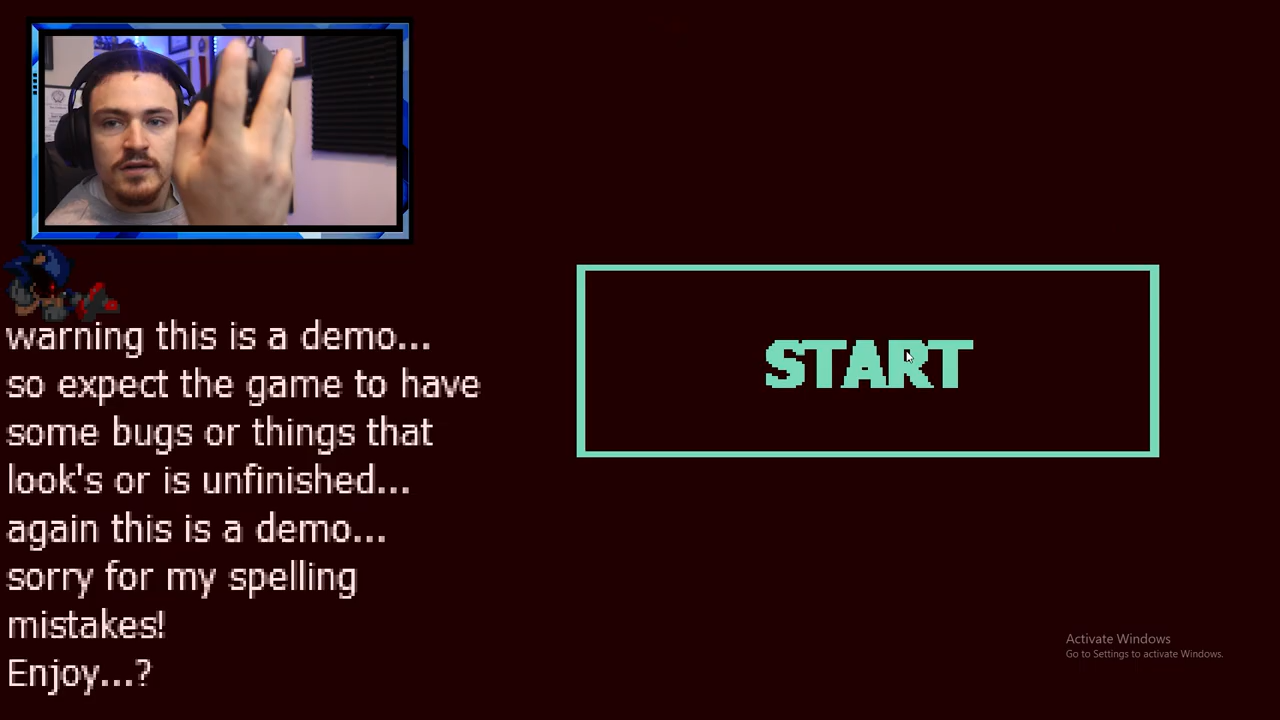 warning this is a demo...
so expect the game to have
some bugs or things that
look's or is unfinished...
again this is a demo...
sorry for my spelling
mistakes!
Enjoy...?
START
Activate Windows
Go to Settings to activate Windows.